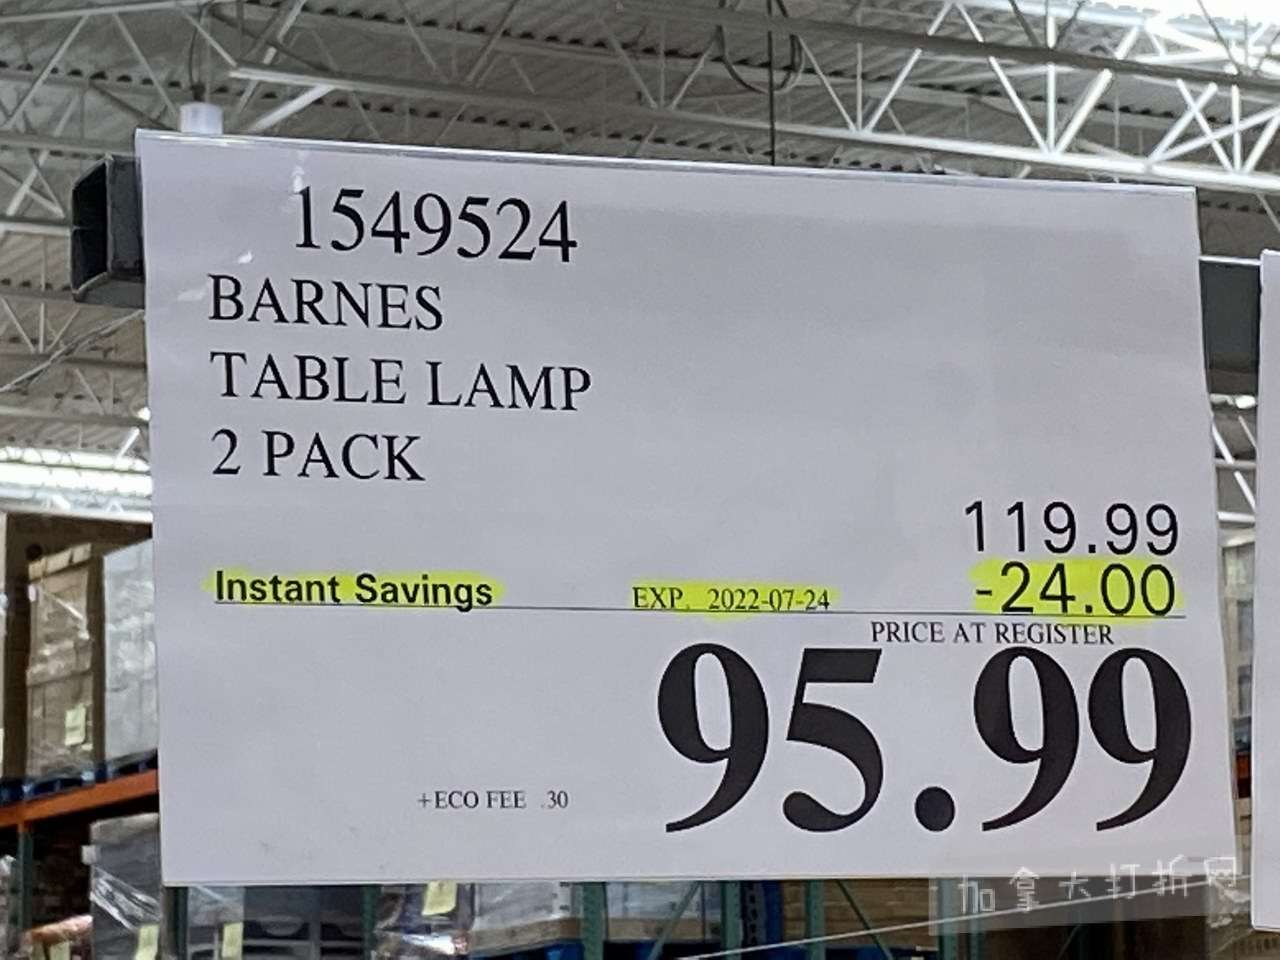 1549524
BARNES
TABLE LAMP
2 PACK
119.99
Instant Savings EXP. 2022-07-24 -24.00
PRICE AT REGISTER
95.99
+ECO FEE .30
加拿大打折网